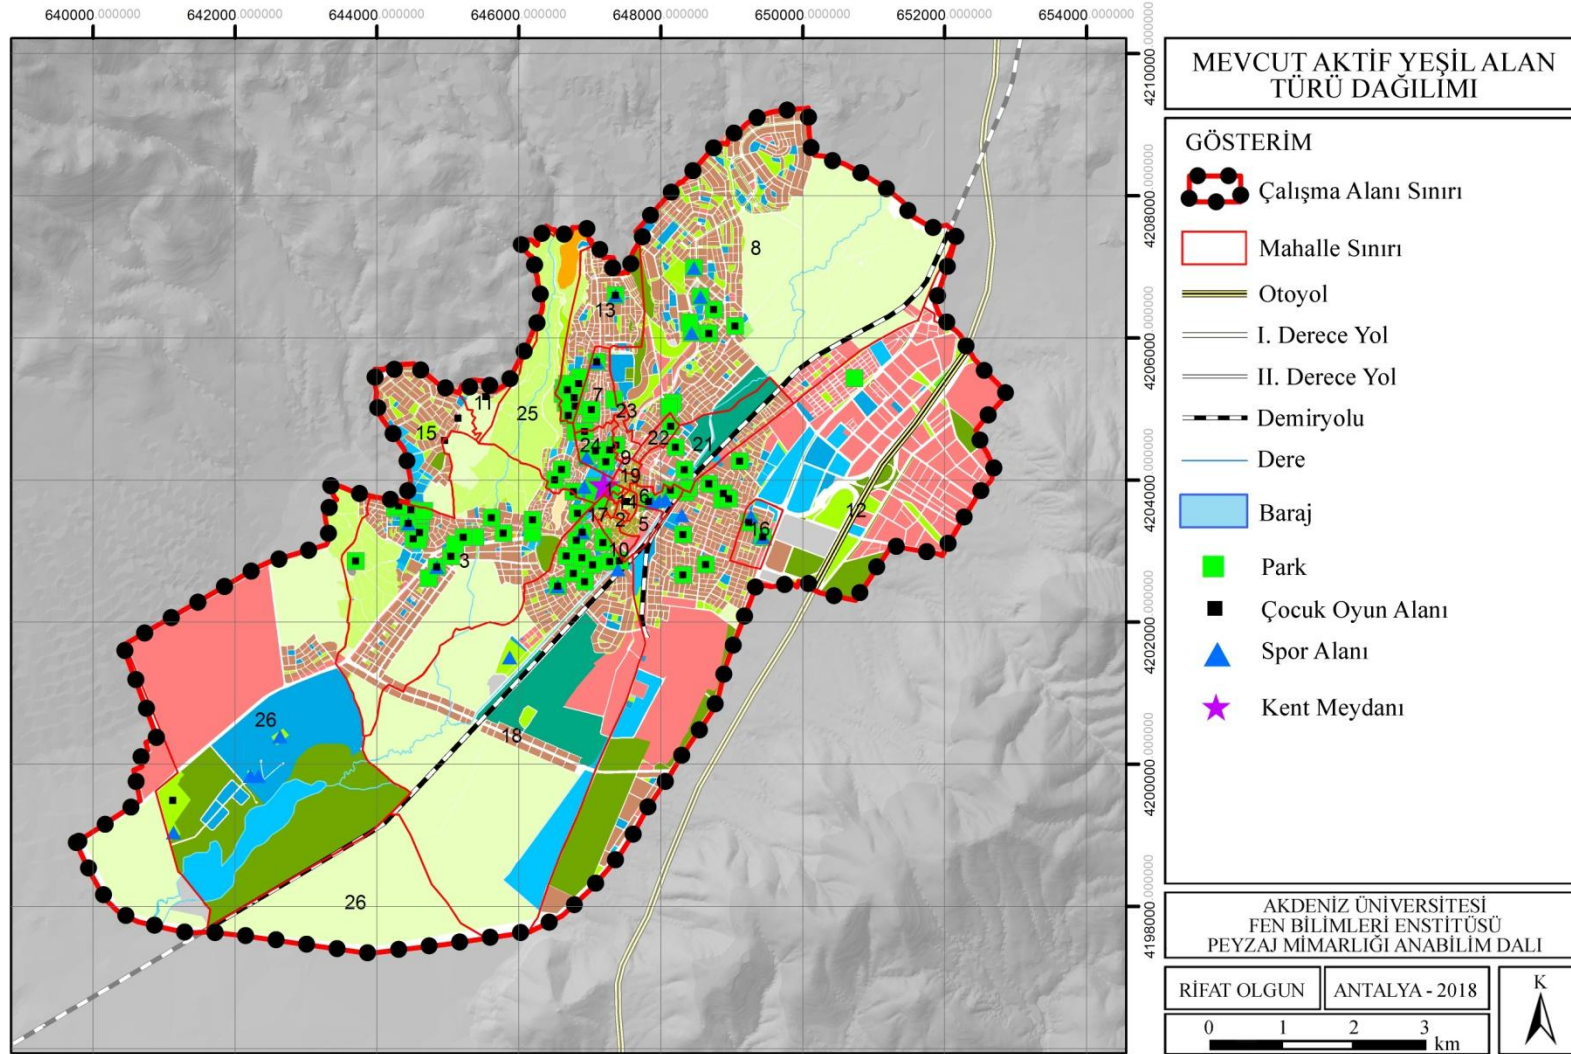 640000.000000 642000.000000 644000.000000 646000.000000 648000.000000 650000.000000 652000.000000 654000.000000
4210000.000000
4208000.000000
4206000.000000
4204000.000000
4202000.000000
4200000.000000
4198000.000000
8
13
7
11
25
23
15
22
21
24
9
19
6
14
17
2
5
12
16
10
3
18
26
26
MEVCUT AKTİF YEŞİL ALAN
TÜRÜ DAĞILIMI
GÖSTERİM
Çalışma Alanı Sınırı
Mahalle Sınırı
Otoyol
I. Derece Yol
II. Derece Yol
Demiryolu
Dere
Baraj
Park
Çocuk Oyun Alanı
Spor Alanı
Kent Meydanı
AKDENİZ ÜNİVERSİTESİ
FEN BİLİMLERİ ENSTİTÜSÜ
PEYZAJ MİMARLIĞI ANABİLİM DALI
RİFAT OLGUN
ANTALYA - 2018
K
0 1 2 3
km